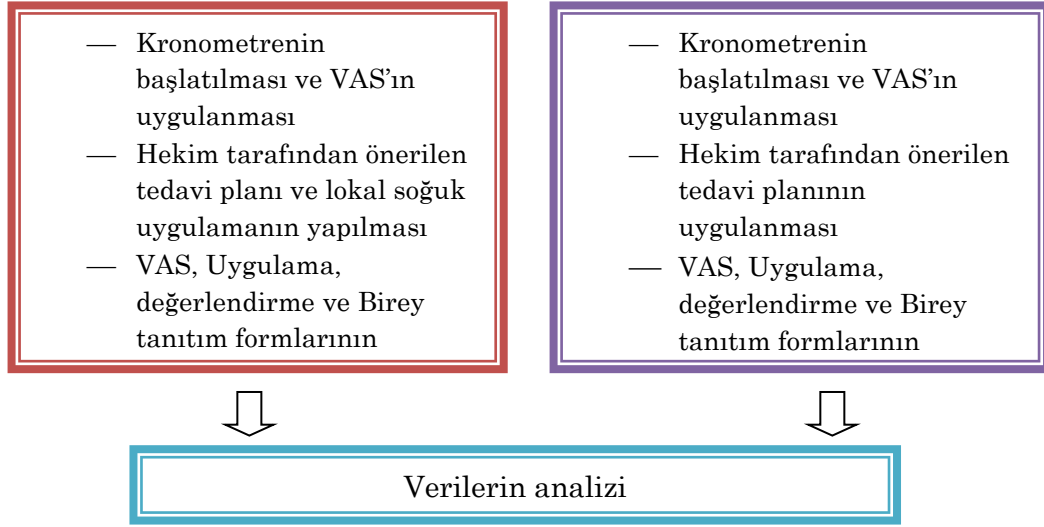 — Kronometrenin
başlatılması ve VAS’ın
uygulanması
— Hekim tarafından önerilen
tedavi planı ve lokal soğuk
uygulamanın yapılması
— VAS, Uygulama,
değerlendirme ve Birey
tanıtım formlarının
— Kronometrenin
başlatılması ve VAS’ın
uygulanması
— Hekim tarafından önerilen
tedavi planının
uygulanması
— VAS, Uygulama,
değerlendirme ve Birey
tanıtım formlarının
Verilerin analizi